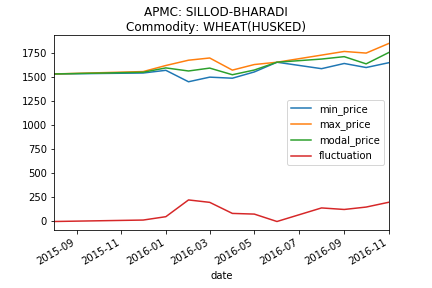 APMC: SILLOD-BHARADI
Commodity: WHEAT(HUSKED)
1750
1500
1250
1000
750
500
250
0
min_price
max_price
modal_price
fluctuation
2015-09
2015-11
2016-01
2016-03
2016-05
2016-07
2016-09
2016-11
date